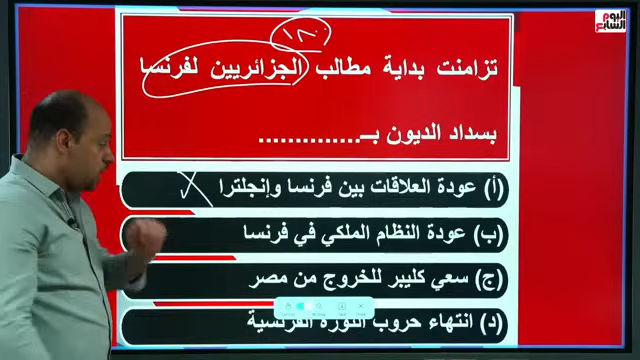 اليوم السابع
١٨٠
تزامنت بداية مطالب الجزائريين لفرنسا
بسداد الديون بـ..............
(أ) عودة العلاقات بين فرنسا وإنجلترا
(ب) عودة النظام الملكي في فرنسا
(ج) سعي كليبر للخروج من مصر
(د) انتهاء حروب الثورة الفرنسية